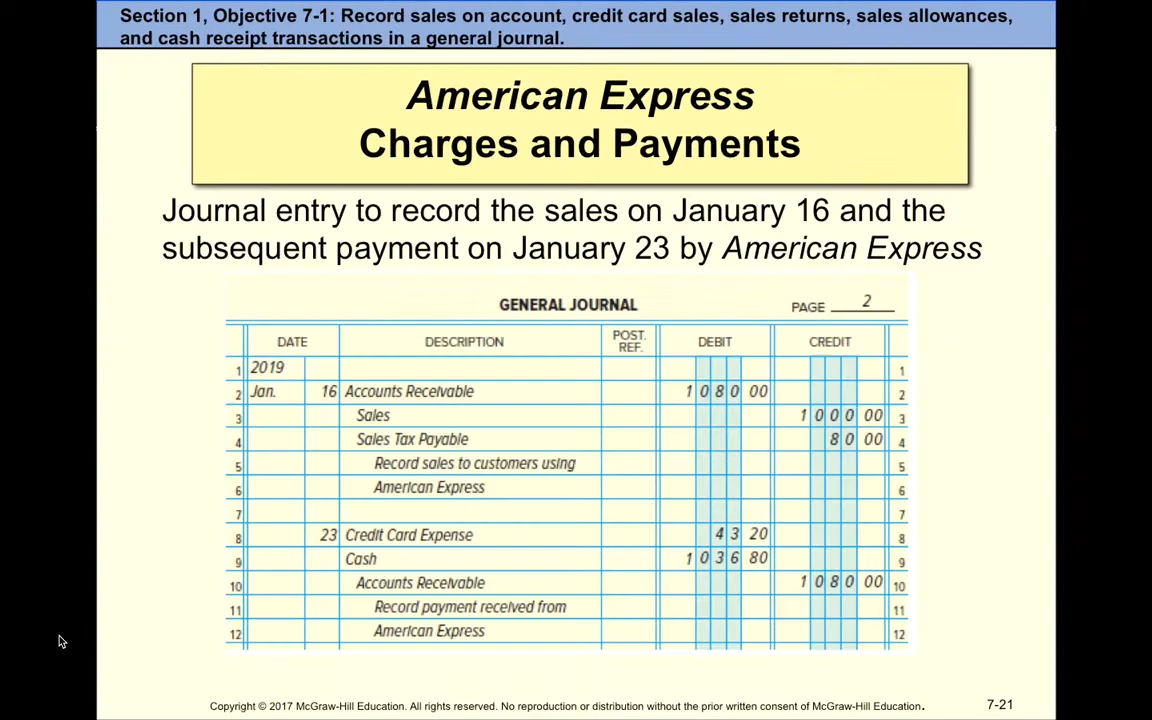 Section 1, Objective 7-1: Record sales on account, credit card sales, sales returns, sales allowances,
and cash receipt transactions in a general journal.
American Express
Charges and Payments
Journal entry to record the sales on January 16 and the
subsequent payment on January 23 by American Express
GENERAL JOURNAL PAGE 2
DATE DESCRIPTION POST. REF. DEBIT CREDIT
1 2019 1
2 Jan. 16 Accounts Receivable 1 0 8 0 00 2
3 Sales 1 0 0 0 00 3
4 Sales Tax Payable 8 0 00 4
5 Record sales to customers using 5
6 American Express 6
7 7
8 23 Credit Card Expense 4 3 20 8
9 Cash 1 0 3 6 80 9
10 Accounts Receivable 1 0 8 0 00 10
11 Record payment received from 11
12 American Express 12
Copyright © 2017 McGraw-Hill Education. All rights reserved. No reproduction or distribution without the prior written consent of McGraw-Hill Education.
7-21